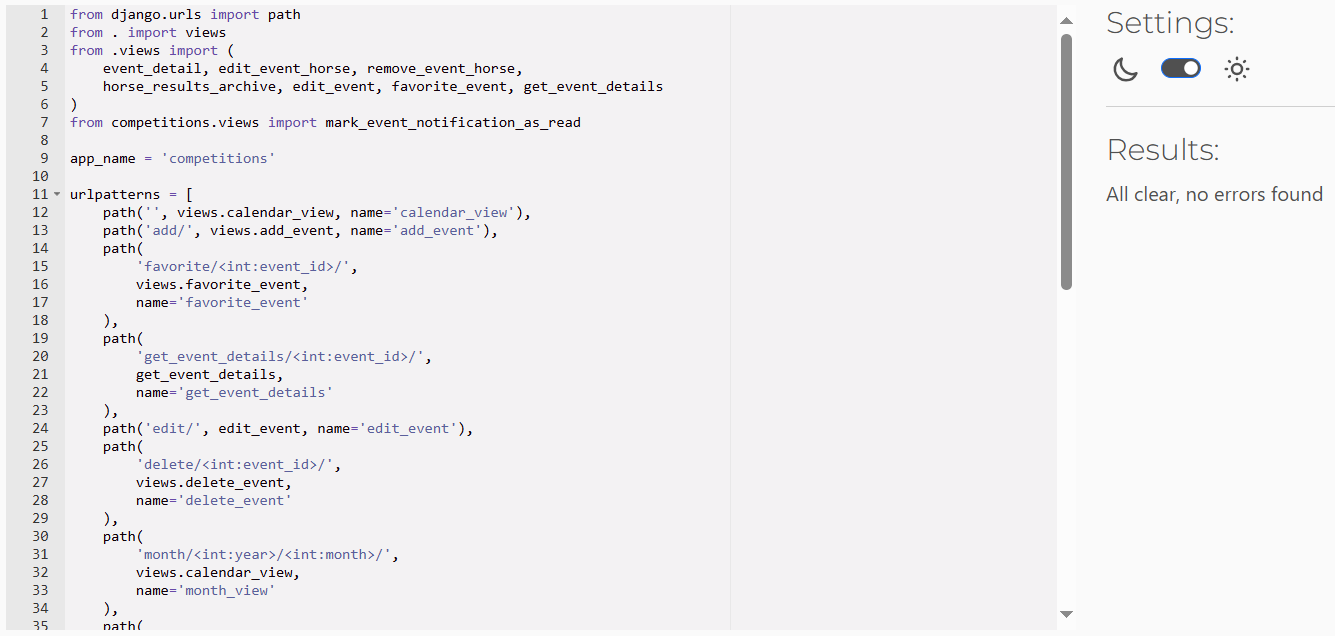 1 from django.urls import path
2 from . import views
3 from .views import (
4     event_detail, edit_event_horse, remove_event_horse,
5     horse_results_archive, edit_event, favorite_event, get_event_details
6 )
7 from competitions.views import mark_event_notification_as_read
8
9 app_name = 'competitions'
10
11 urlpatterns = [
12     path('', views.calendar_view, name='calendar_view'),
13     path('add/', views.add_event, name='add_event'),
14     path(
15         'favorite/<int:event_id>/',
16         views.favorite_event,
17         name='favorite_event'
18     ),
19     path(
20         'get_event_details/<int:event_id>/',
21         get_event_details,
22         name='get_event_details'
23     ),
24     path('edit/', edit_event, name='edit_event'),
25     path(
26         'delete/<int:event_id>/',
27         views.delete_event,
28         name='delete_event'
29     ),
30     path(
31         'month/<int:year>/<int:month>/',
32         views.calendar_view,
33         name='month_view'
34     ),
35     path(
Settings:
Results:
All clear, no errors found